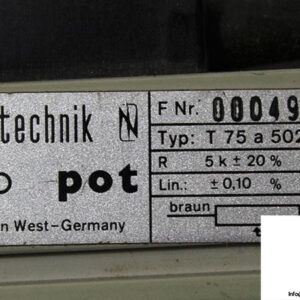 technik
F Nr. 00049
Typ: T 75 a 502
pot
R 5 k ± 20 %
Lin.: ± 0,10 %
n West-Germany
braun